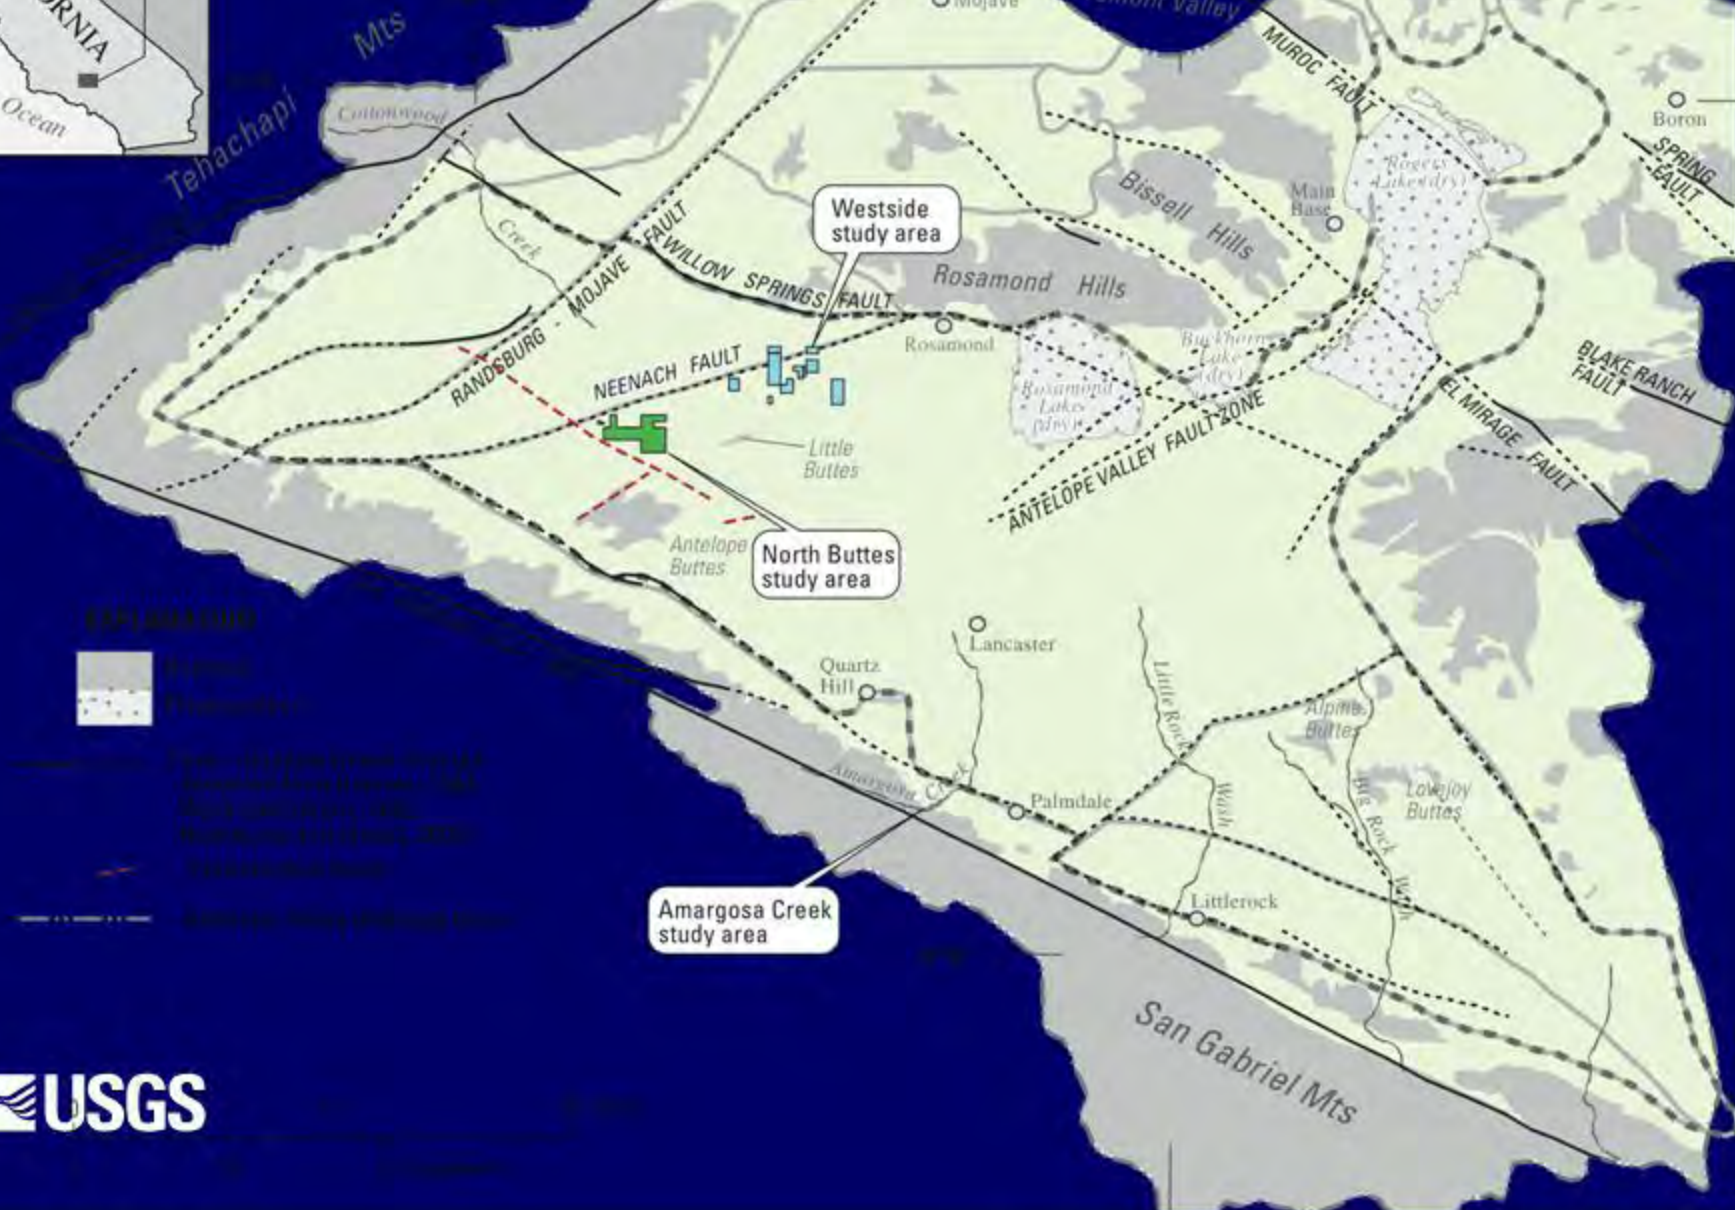 Mojave
mont Valley
ORNIA
Ocean
Mts
Tehachapi
Cottonwood
Creek
MUROC FAULT
Boron
SPRING
FAULT
Rogers
Lake (dry)
Main
Base
Bissell
Hills
Westside
study area
RANDSBURG - MOJAVE FAULT
WILLOW SPRINGS FAULT
Rosamond Hills
Rosamond
NEENACH FAULT
Buckhorn
Lake
(dry)
Rosamond
Lake
(dry)
BLAKE RANCH
FAULT
EL MIRAGE FAULT
ANTELOPE VALLEY FAULT ZONE
Little
Buttes
Antelope
Buttes
North Buttes
study area
EXPLANATION
Lancaster
Quartz
Hill
Little Rock Wash
Alpine
Buttes
Big Rock Wash
Lovejoy
Buttes
Amargosa Creek
Palmdale
Littlerock
Amargosa Creek
study area
San Gabriel Mts
USGS